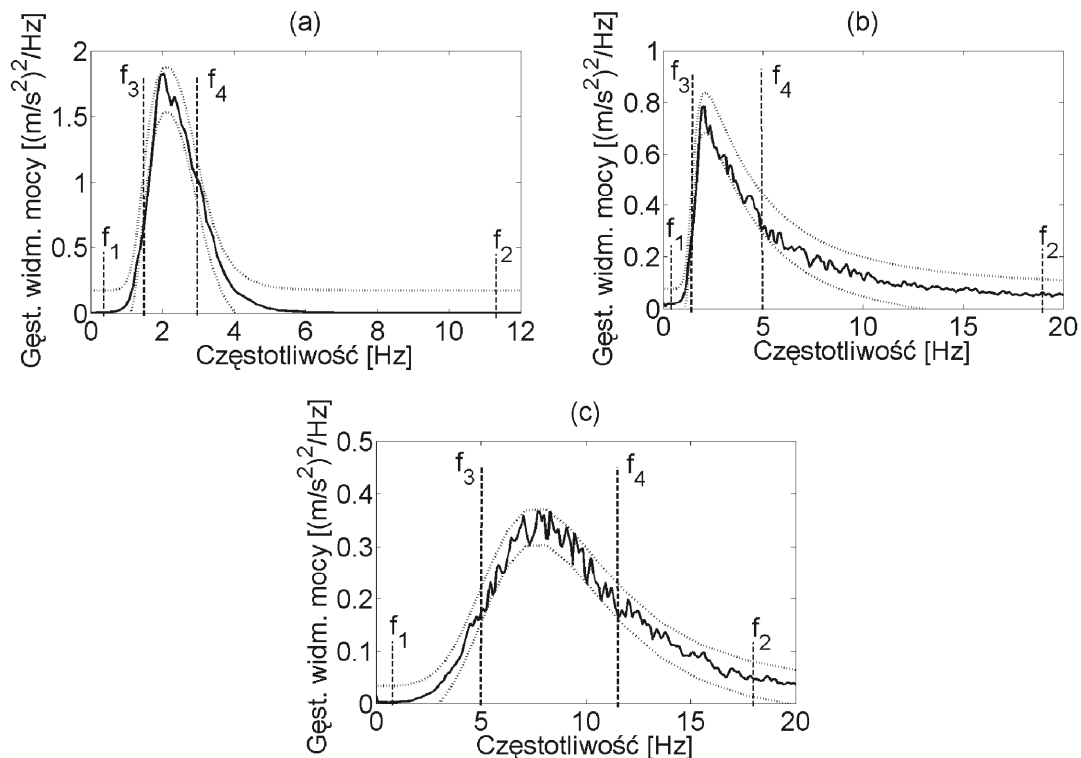 (a)
Gęst. widm. mocy [(m/s²)²/Hz]
2
1.5
1
0.5
0
f₃
f₄
f₁
f₂
0 2 4 6 8 10 12
Częstotliwość [Hz]
(b)
Gęst. widm. mocy [(m/s²)²/Hz]
1
0.8
0.6
0.4
0.2
0
f₃
f₄
f₁
f₂
0 5 10 15 20
Częstotliwość [Hz]
(c)
Gęst. widm. mocy [(m/s²)²/Hz]
0.5
0.4
0.3
0.2
0.1
0
f₃
f₄
f₁
f₂
0 5 10 15 20
Częstotliwość [Hz]